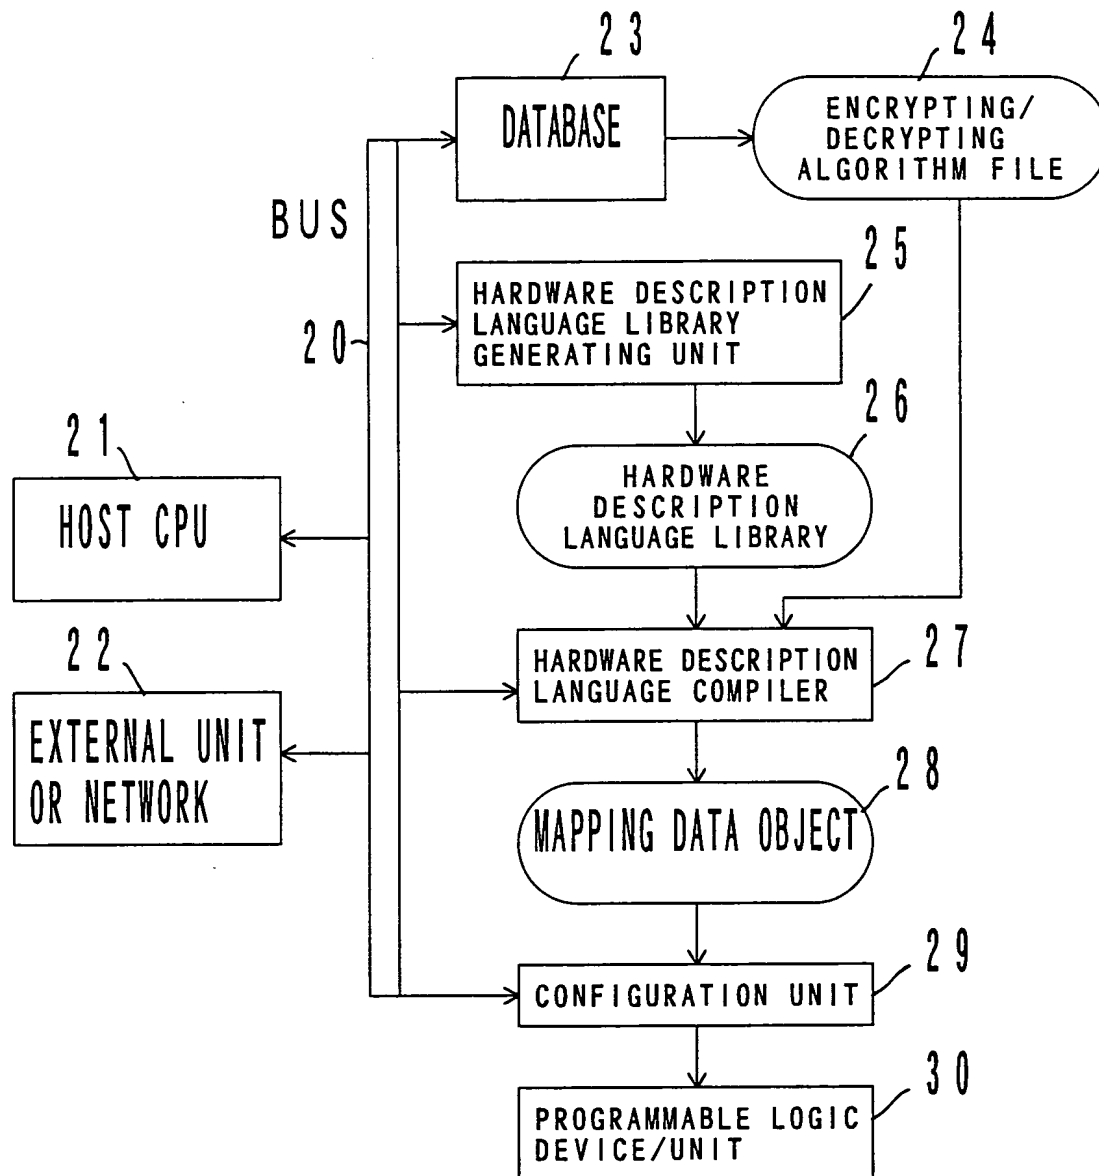 23
DATABASE
24
ENCRYPTING/
DECRYPTING
ALGORITHM FILE
BUS
20
25
HARDWARE DESCRIPTION
LANGUAGE LIBRARY
GENERATING UNIT
26
HARDWARE
DESCRIPTION
LANGUAGE LIBRARY
21
HOST CPU
22
EXTERNAL UNIT
OR NETWORK
27
HARDWARE DESCRIPTION
LANGUAGE COMPILER
28
MAPPING DATA OBJECT
29
CONFIGURATION UNIT
30
PROGRAMMABLE LOGIC
DEVICE/UNIT